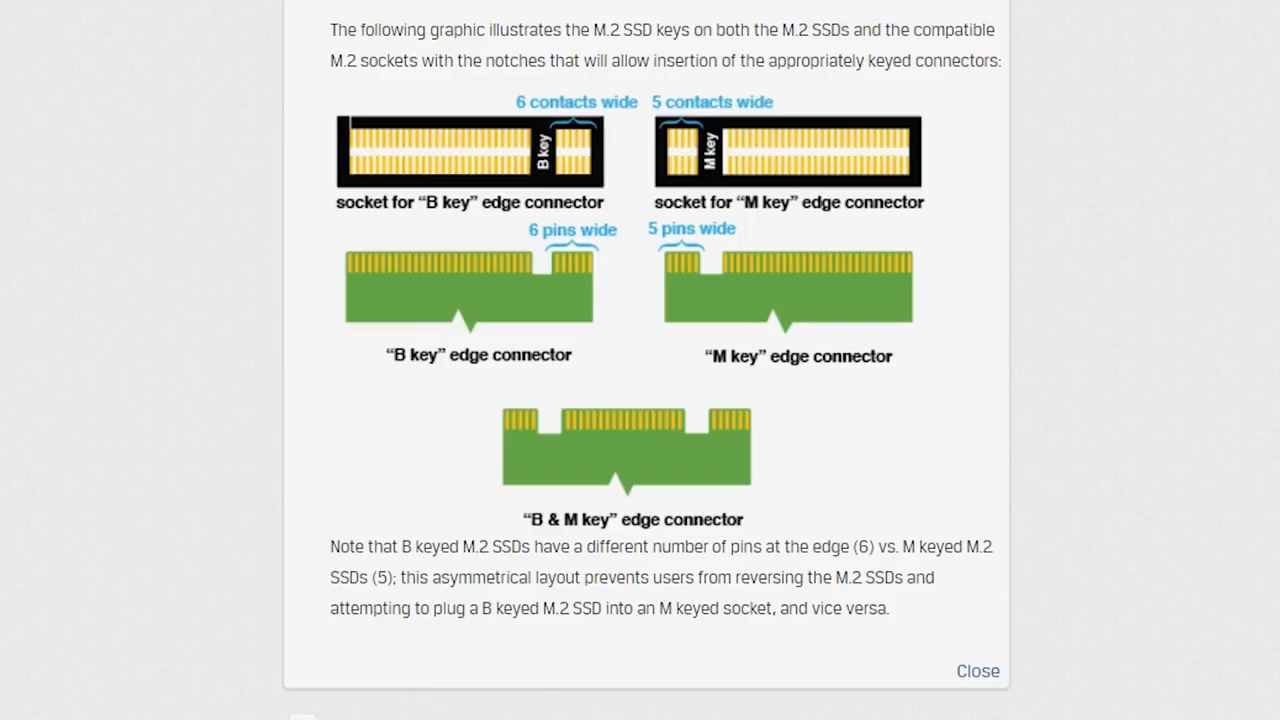 The following graphic illustrates the M.2 SSD keys on both the M.2 SSDs and the compatible
M.2 sockets with the notches that will allow insertion of the appropriately keyed connectors:
6 contacts wide
5 contacts wide
B key
M key
socket for “B key” edge connector
socket for “M key” edge connector
6 pins wide
5 pins wide
“B key” edge connector
“M key” edge connector
“B & M key” edge connector
Note that B keyed M.2 SSDs have a different number of pins at the edge (6) vs. M keyed M.2
SSDs (5); this asymmetrical layout prevents users from reversing the M.2 SSDs and
attempting to plug a B keyed M.2 SSD into an M keyed socket, and vice versa.
Close